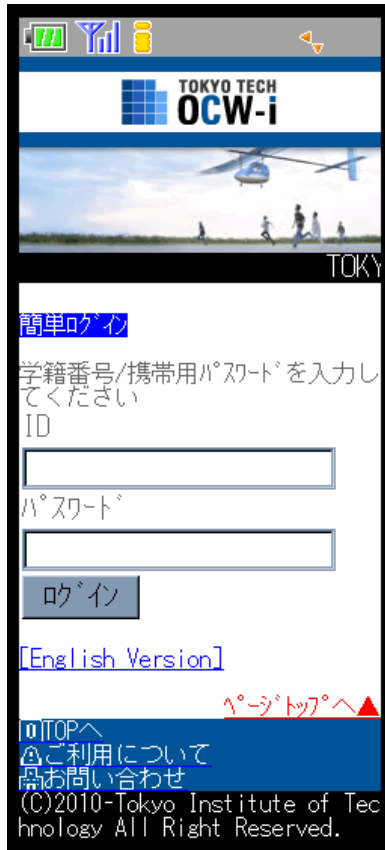 TOKYO TECH
OCW-i
TOKY
簡単ﾛｸﾞｲﾝ
学籍番号/携帯用ﾊﾟｽﾜｰﾄﾞを入力し
てください
ID
ﾊﾟｽﾜｰﾄﾞ
ﾛｸﾞｲﾝ
[English Version]
ﾍﾟｰｼﾞﾄｯﾌﾟへ▲
0TOPへ
ご利用について
お問い合わせ
(C)2010-Tokyo Institute of Tec
hnology All Right Reserved.